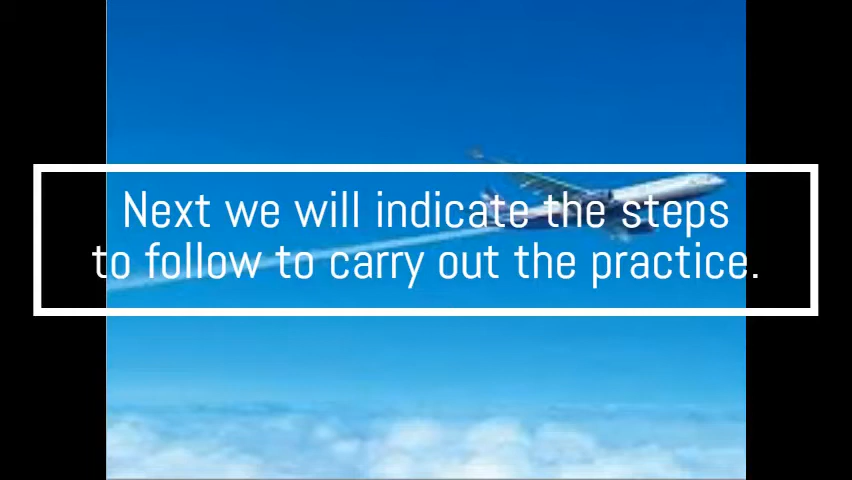 Next we will indicate the steps
to follow to carry out the practice.